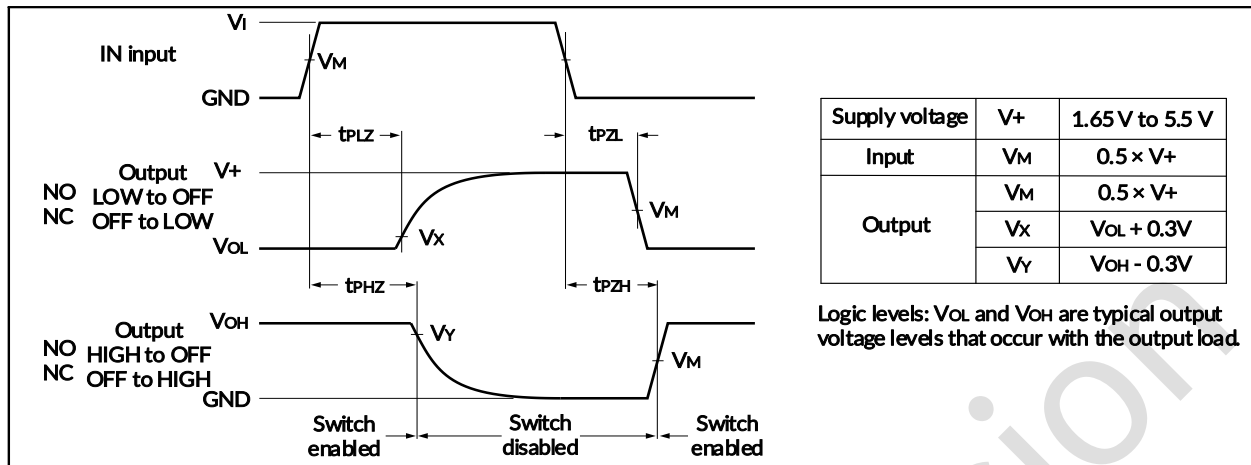 VI
IN input
VM
GND
tPLZ
tPZL
Output
V+
NO LOW to OFF
NC OFF to LOW
VM
VX
VOL
tPHZ
tPZH
VOH
Output
VY
NO HIGH to OFF
NC OFF to HIGH
VM
GND
Switch enabled
Switch disabled
Switch enabled
Supply voltage V+ 1.65 V to 5.5 V
Input VM 0.5 × V+
Output VM 0.5 × V+
VX VOL + 0.3V
VY VOH - 0.3V
Logic levels: VOL and VOH are typical output
voltage levels that occur with the output load.
sion